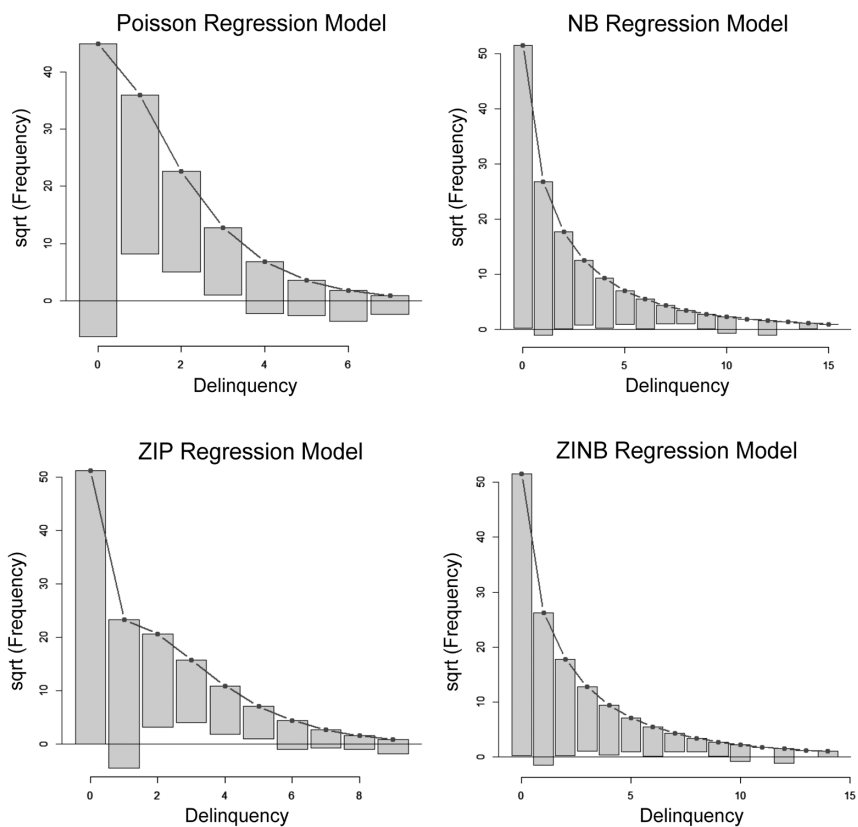 Poisson Regression Model
sqrt (Frequency)
40
30
20
10
0
0 2 4 6
Delinquency
NB Regression Model
sqrt (Frequency)
50
40
30
20
10
0
0 5 10 15
Delinquency
ZIP Regression Model
sqrt (Frequency)
50
40
30
20
10
0
0 2 4 6 8
Delinquency
ZINB Regression Model
sqrt (Frequency)
50
40
30
20
10
0
0 5 10 15
Delinquency